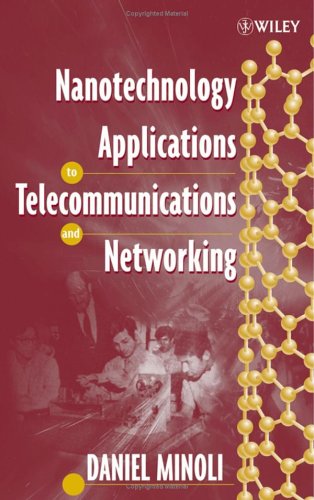 WILEY
Nanotechnology
Applications
to
Telecommunications
and
Networking
DANIEL MINOLI